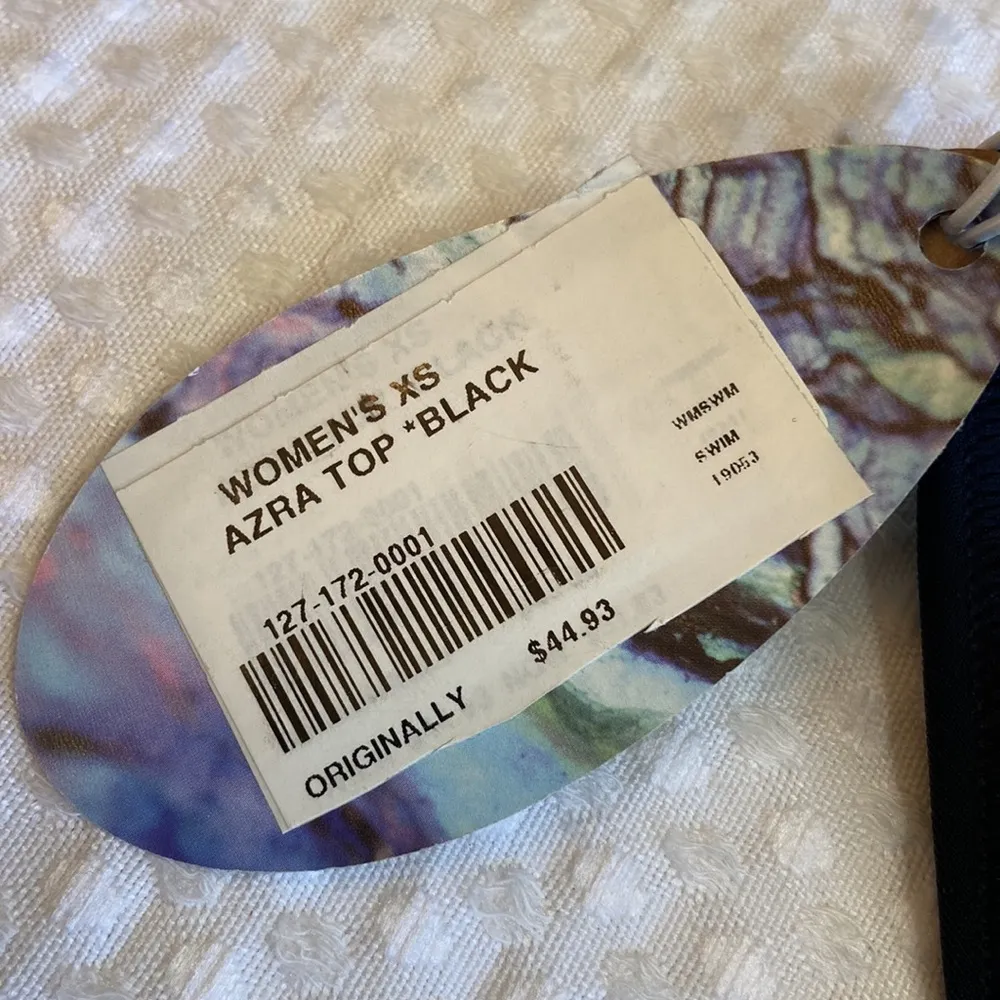 WOMEN'S XS
AZRA TOP *BLACK
127-172-0001
ORIGINALLY $44.93
WMSWM
SWIM
19053